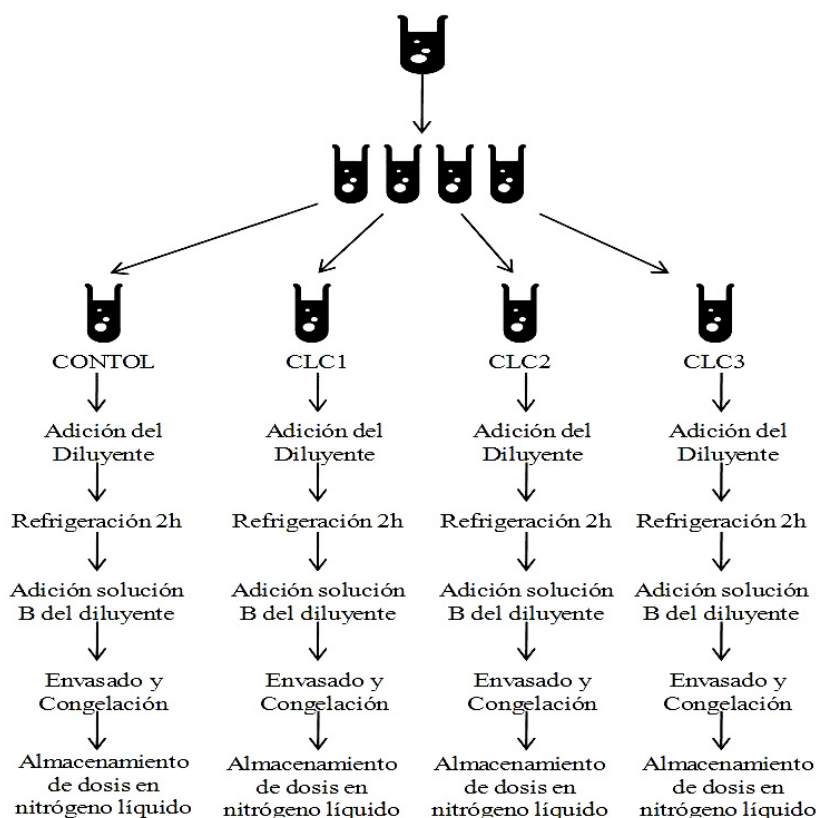 CONTOL
CLC1
CLC2
CLC3
Adición del
Diluyente
Adición del
Diluyente
Adición del
Diluyente
Adición del
Diluyente
Refrigeración 2h
Refrigeración 2h
Refrigeración 2h
Refrigeración 2h
Adición solución
B del diluyente
Adición solución
B del diluyente
Adición solución
B del diluyente
Adición solución
B del diluyente
Envasado y
Congelación
Envasado y
Congelación
Envasado y
Congelación
Envasado y
Congelación
Almacenamiento
de dosis en
nitrógeno líquido
Almacenamiento
de dosis en
nitrógeno líquido
Almacenamiento
de dosis en
nitrógeno líquido
Almacenamiento
de dosis en
nitrógeno líquido